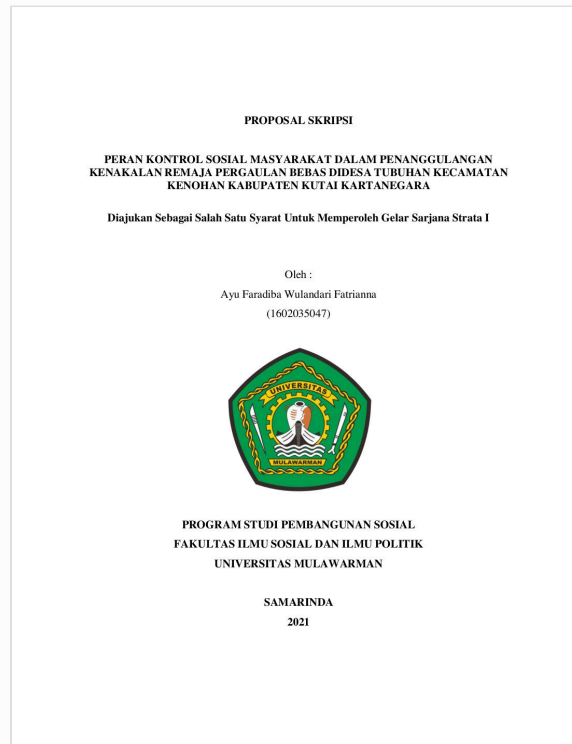 PROPOSAL SKRIPSI
PERAN KONTROL SOSIAL MASYARAKAT DALAM PENANGGULANGAN
KENAKALAN REMAJA PERGAULAN BEBAS DIDESA TUBUHAN KECAMATAN
KENOHAN KABUPATEN KUTAI KARTANEGARA
Diajukan Sebagai Salah Satu Syarat Untuk Memperoleh Gelar Sarjana Strata I
Oleh :
Ayu Faradiba Wulandari Fatrianna
(1602035047)
UNIVERSITAS
MULAWARMAN
PROGRAM STUDI PEMBANGUNAN SOSIAL
FAKULTAS ILMU SOSIAL DAN ILMU POLITIK
UNIVERSITAS MULAWARMAN
SAMARINDA
2021